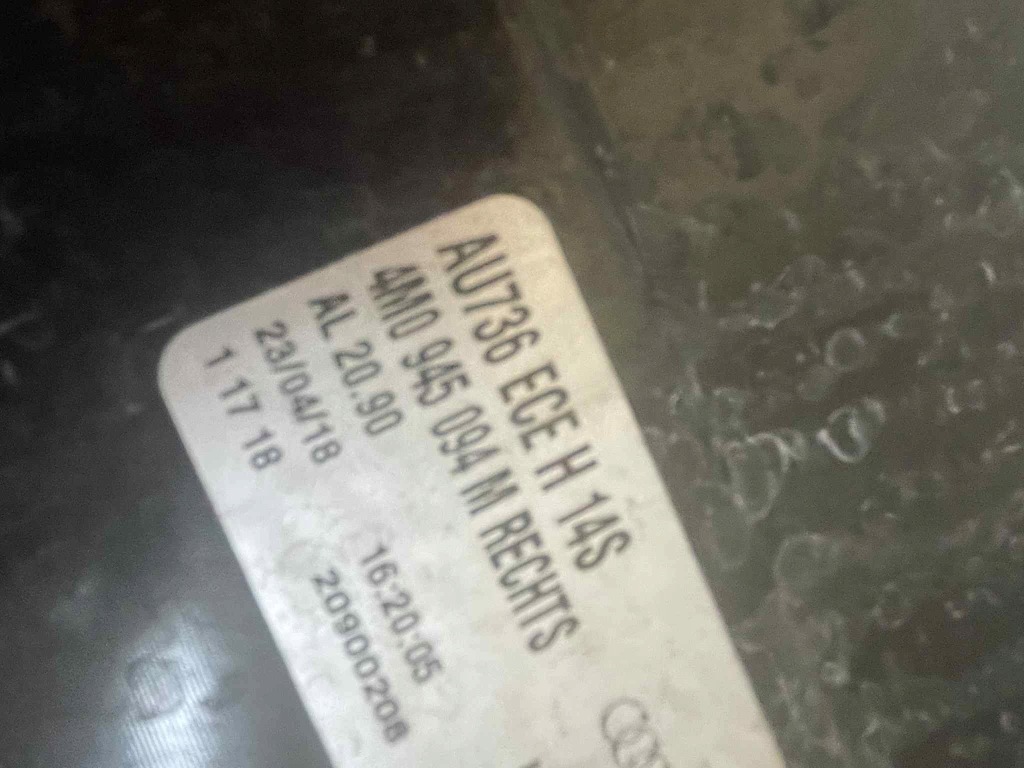 AU736 ECE H 14S
4M0 945 094 M RECHTS
AL 20.90
23/04/18 16:20:05
1 17 18 20900208